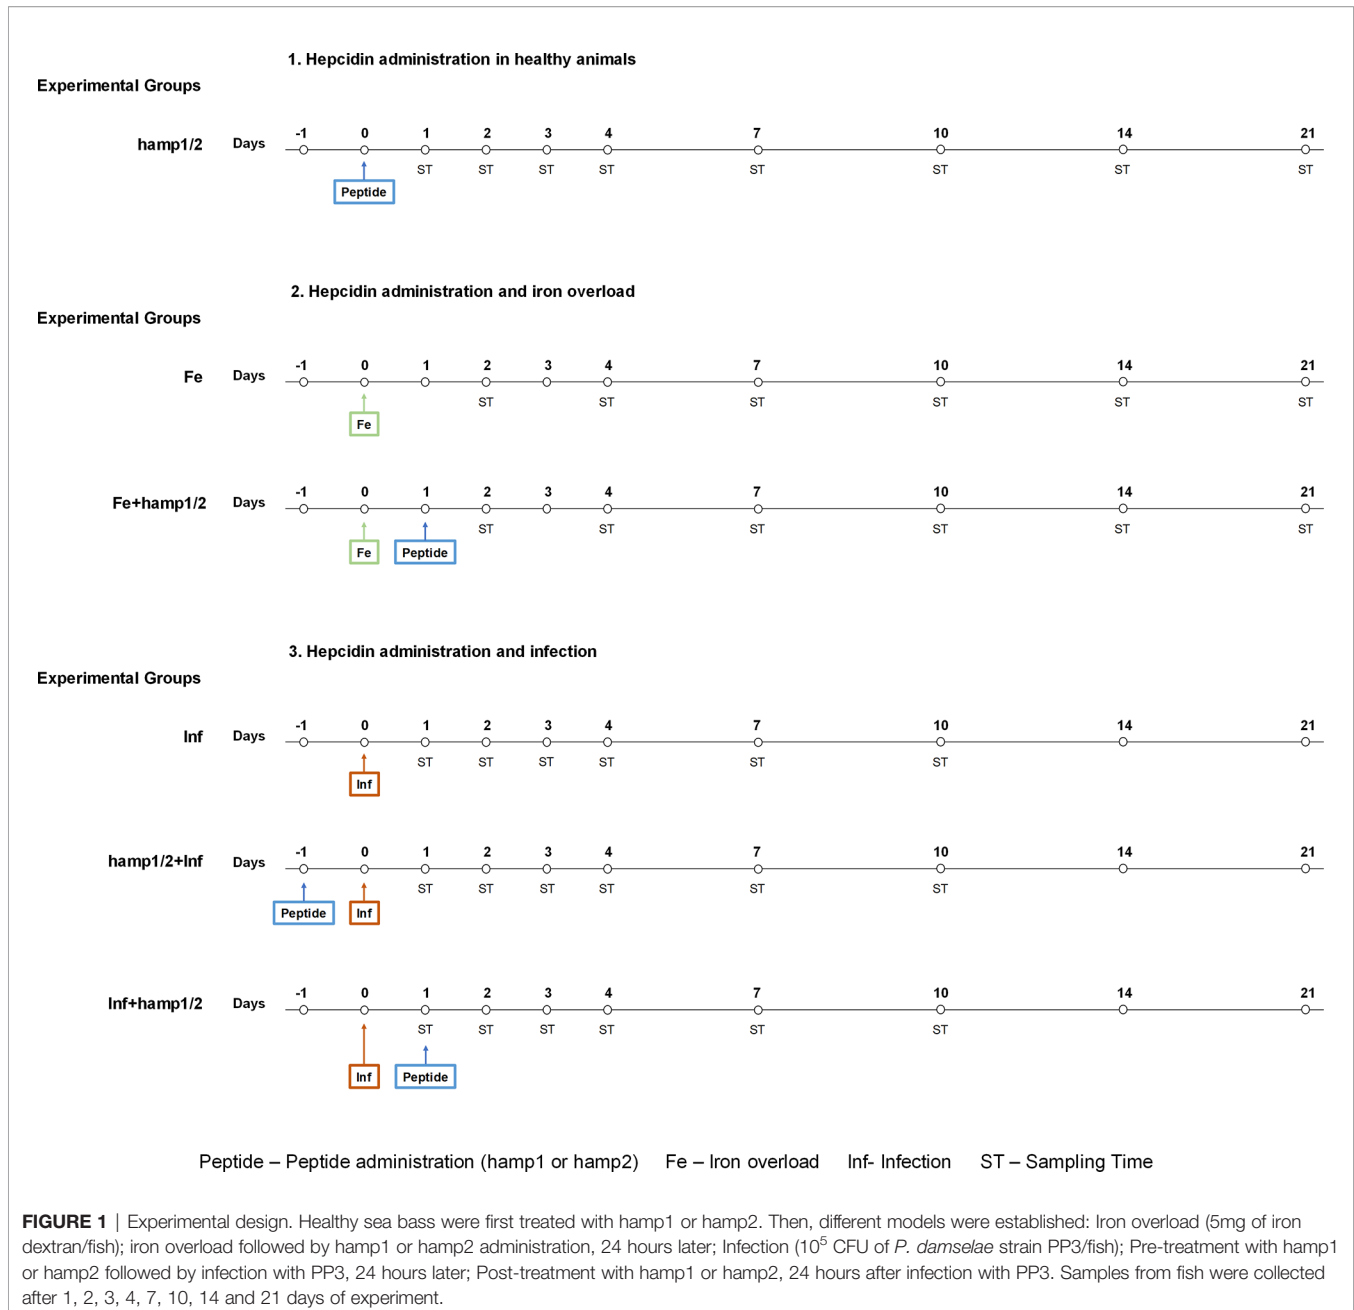 1. Hepcidin administration in healthy animals
Experimental Groups
hamp1/2 Days -1 0 1 2 3 4 7 10 14 21
ST ST ST ST ST ST ST ST
Peptide
2. Hepcidin administration and iron overload
Experimental Groups
Fe Days -1 0 1 2 3 4 7 10 14 21
ST ST ST ST ST ST
Fe
Fe+hamp1/2 Days -1 0 1 2 3 4 7 10 14 21
ST ST ST ST ST ST
Fe Peptide
3. Hepcidin administration and infection
Experimental Groups
Inf Days -1 0 1 2 3 4 7 10 14 21
ST ST ST ST ST ST
Inf
hamp1/2+Inf Days -1 0 1 2 3 4 7 10 14 21
ST ST ST ST ST ST
Peptide Inf
Inf+hamp1/2 Days -1 0 1 2 3 4 7 10 14 21
ST ST ST ST ST ST
Inf Peptide
Peptide – Peptide administration (hamp1 or hamp2) Fe – Iron overload Inf- Infection ST – Sampling Time
FIGURE 1 | Experimental design. Healthy sea bass were first treated with hamp1 or hamp2. Then, different models were established: Iron overload (5mg of iron
dextran/fish); iron overload followed by hamp1 or hamp2 administration, 24 hours later; Infection (10⁵ CFU of P. damselae strain PP3/fish); Pre-treatment with hamp1
or hamp2 followed by infection with PP3, 24 hours later; Post-treatment with hamp1 or hamp2, 24 hours after infection with PP3. Samples from fish were collected
after 1, 2, 3, 4, 7, 10, 14 and 21 days of experiment.